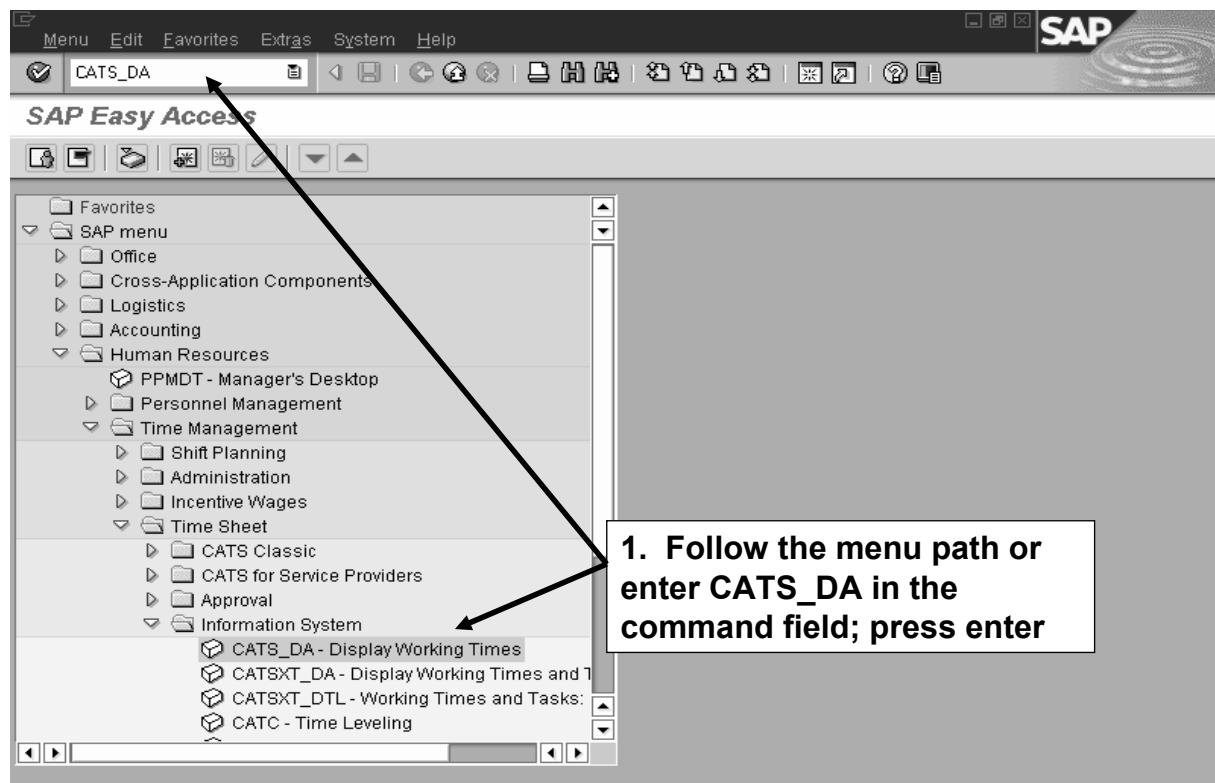 Menu Edit Favorites Extras System Help
SAP
CATS_DA
SAP Easy Access
Favorites
SAP menu
Office
Cross-Application Components
Logistics
Accounting
Human Resources
PPMDT - Manager's Desktop
Personnel Management
Time Management
Shift Planning
Administration
Incentive Wages
Time Sheet
CATS Classic
CATS for Service Providers
Approval
Information System
CATS_DA - Display Working Times
CATSXT_DA - Display Working Times and
CATSXT_DTL - Working Times and Tasks:
CATC - Time Leveling
1. Follow the menu path or
enter CATS_DA in the
command field; press enter